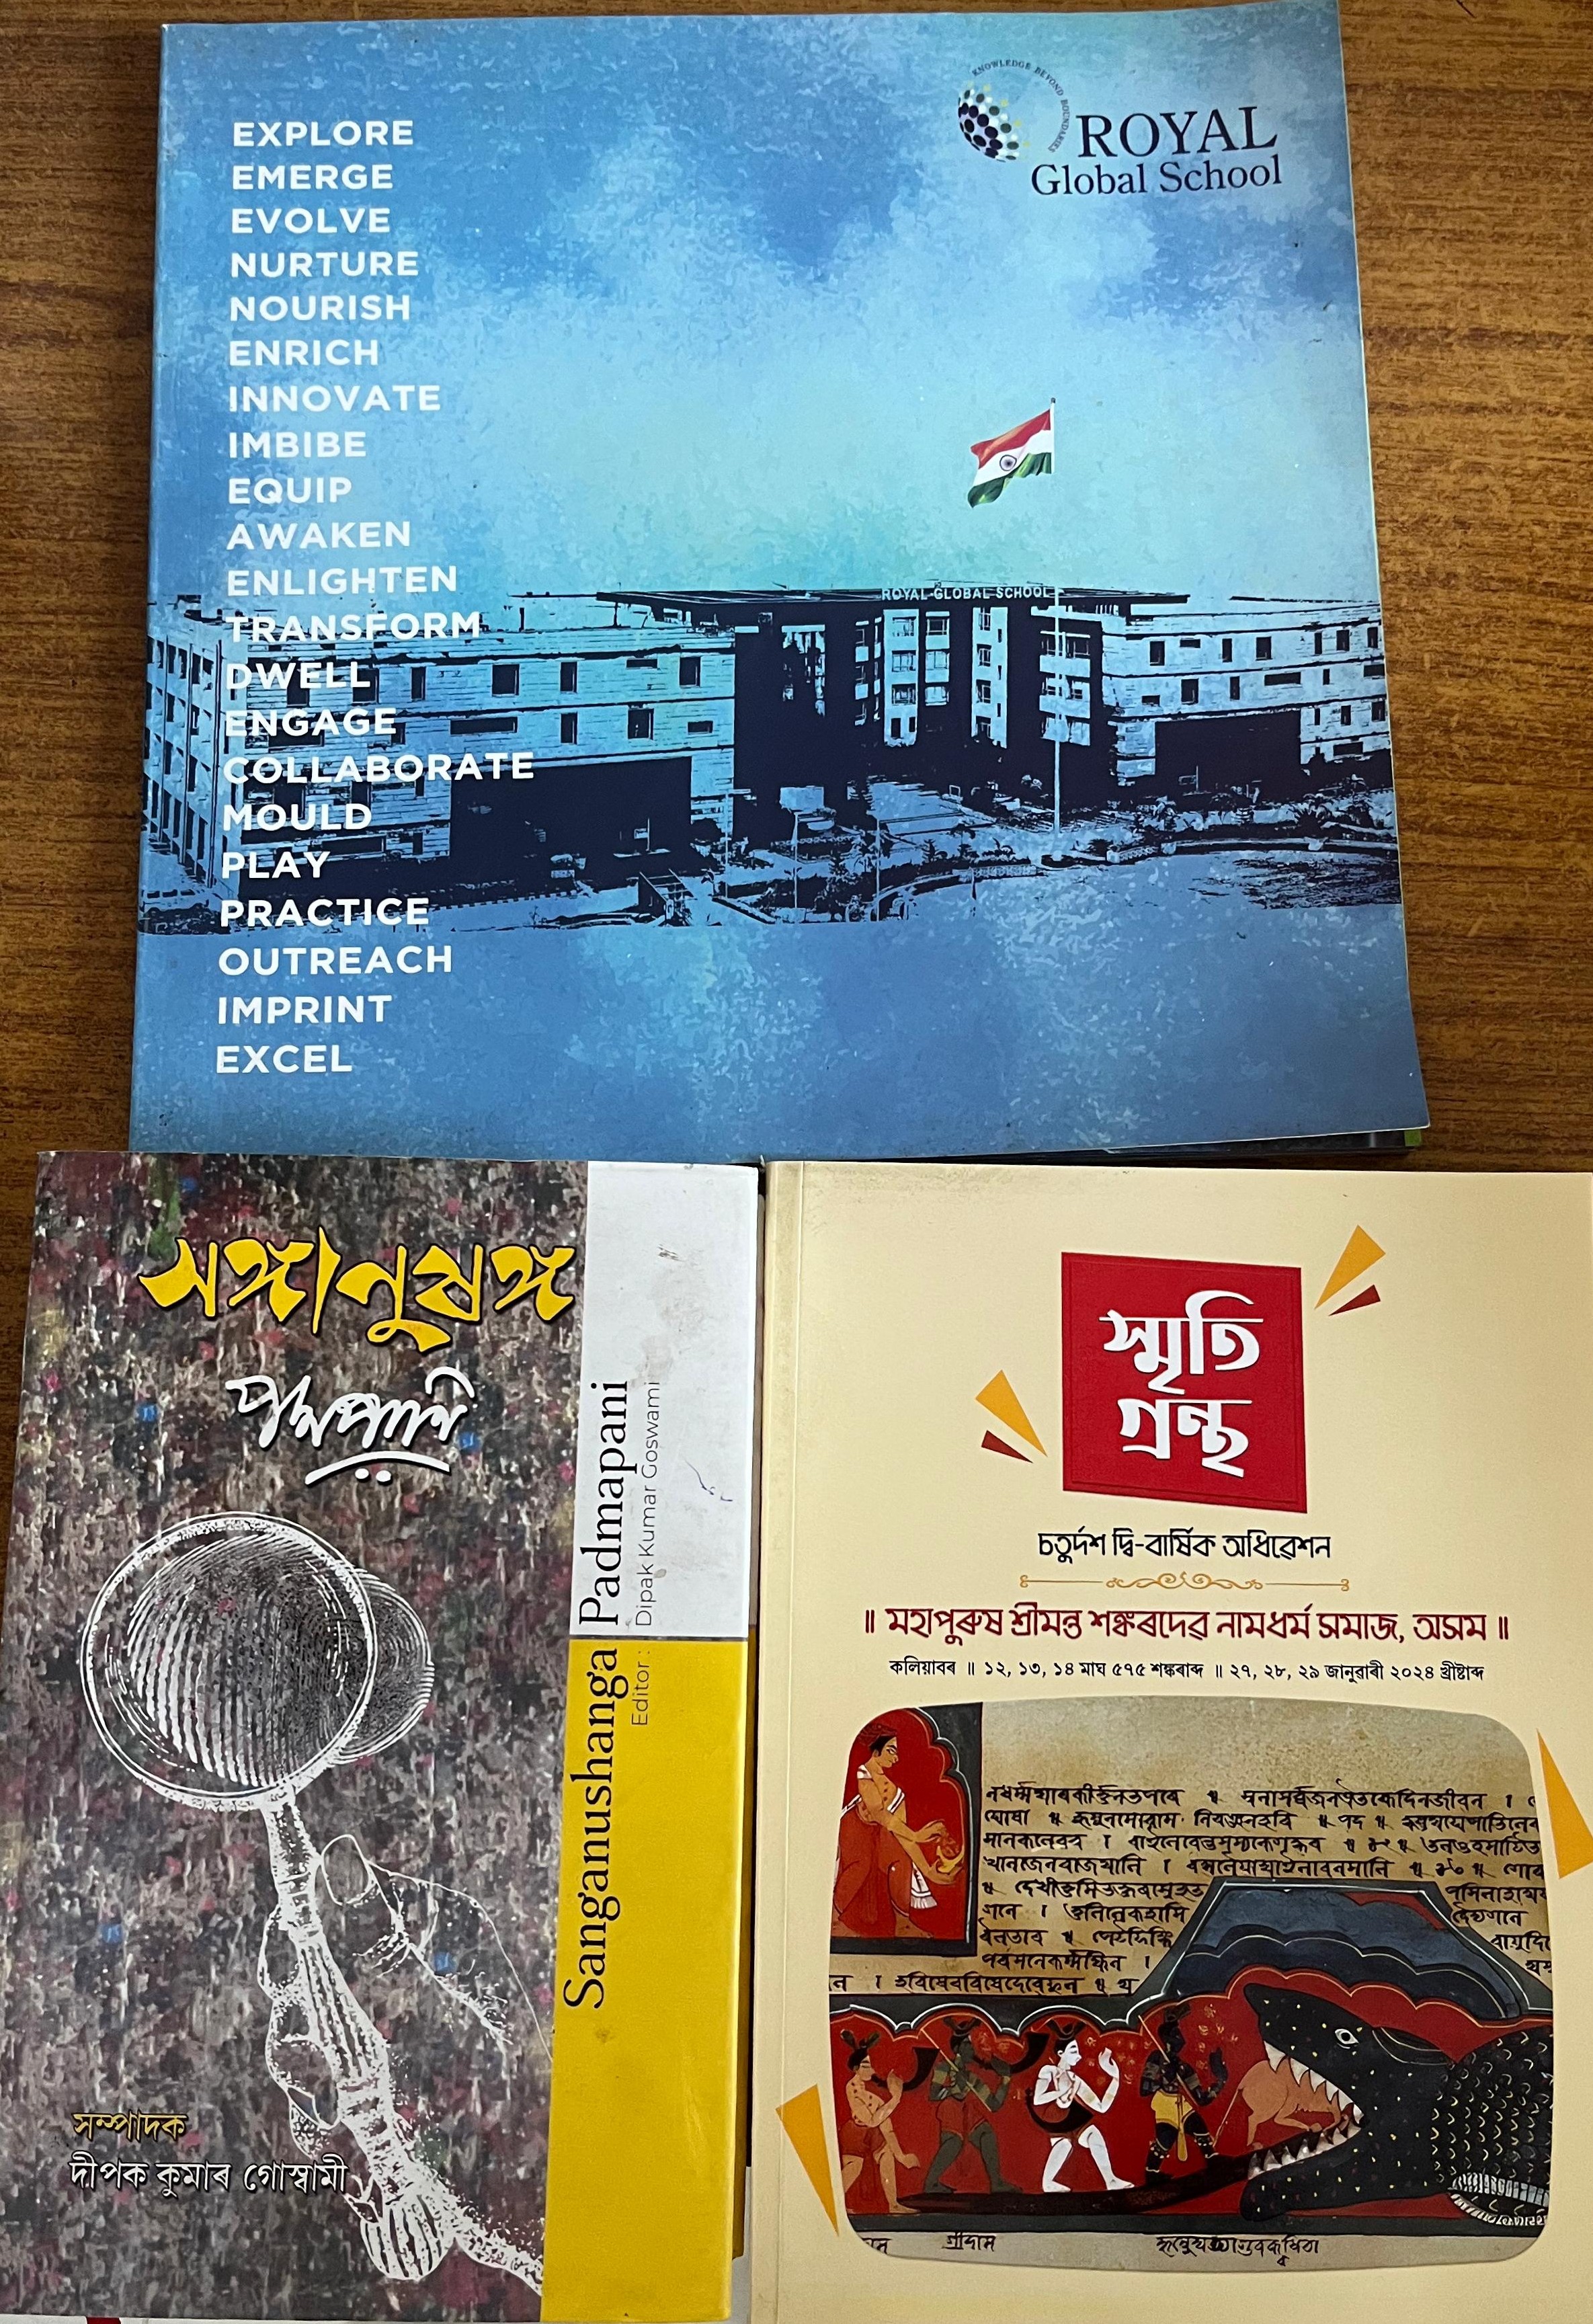 KNOWLEDGE BEYOND BOUNDARIES
ROYAL
Global School
EXPLORE
EMERGE
EVOLVE
NURTURE
NOURISH
ENRICH
INNOVATE
IMBIBE
EQUIP
AWAKEN
ENLIGHTEN
TRANSFORM
DWELL
ENGAGE
COLLABORATE
MOULD
PLAY
PRACTICE
OUTREACH
IMPRINT
EXCEL
ROYAL GLOBAL SCHOOL
সঙ্গানুষঙ্গ
পদ্মপাণি
সম্পাদক
দীপক কুমাৰ গোস্বামী
Sanganushanga Padmapani
Editor: Dipak Kumar Goswami
স্মৃতি
গ্ৰন্থ
চতুৰ্দশ দ্বি-বাৰ্ষিক অধিৱেশন
॥ মহাপুৰুষ শ্ৰীমন্ত শঙ্কৰদেৱ নামধৰ্ম সমাজ, অসম ॥
কলিয়াবৰ ॥ ১২, ১৩, ১৪ মাঘ ৫৭৫ শঙ্কৰাব্দ ॥ ২৭, ২৮, ২৯ জানুৱাৰী ২০২৪ খ্ৰীষ্টাব্দ
শ্ৰীদাম